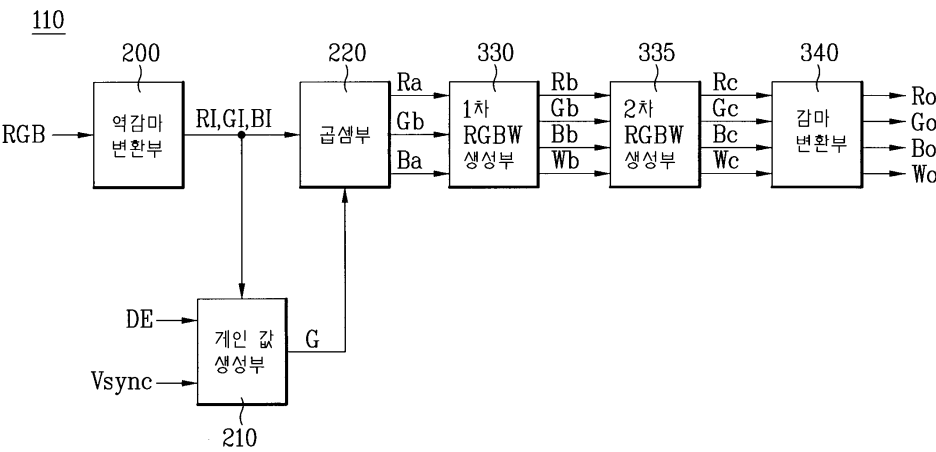 110
200
220
330
335
340
RGB
역감마
변환부
RI,GI,BI
곱셈부
Ra
Gb
Ba
1차
RGBW
생성부
Rb
Gb
Bb
Wb
2차
RGBW
생성부
Rc
Gc
Bc
Wc
감마
변환부
Ro
Go
Bo
Wo
DE
Vsync
게인 값
생성부
G
210